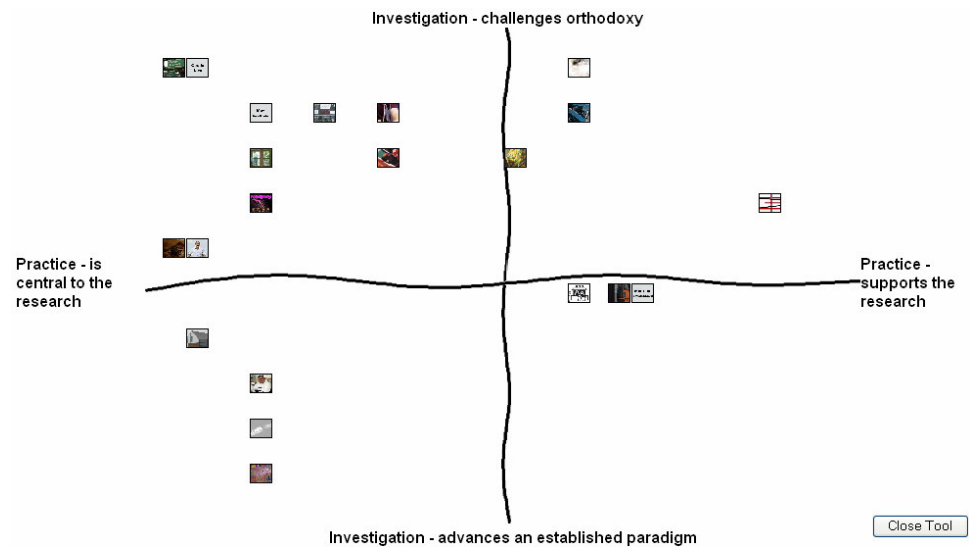 Investigation - challenges orthodoxy
Practice - is
central to the
research
Practice -
supports the
research
Investigation - advances an established paradigm
Close Tool